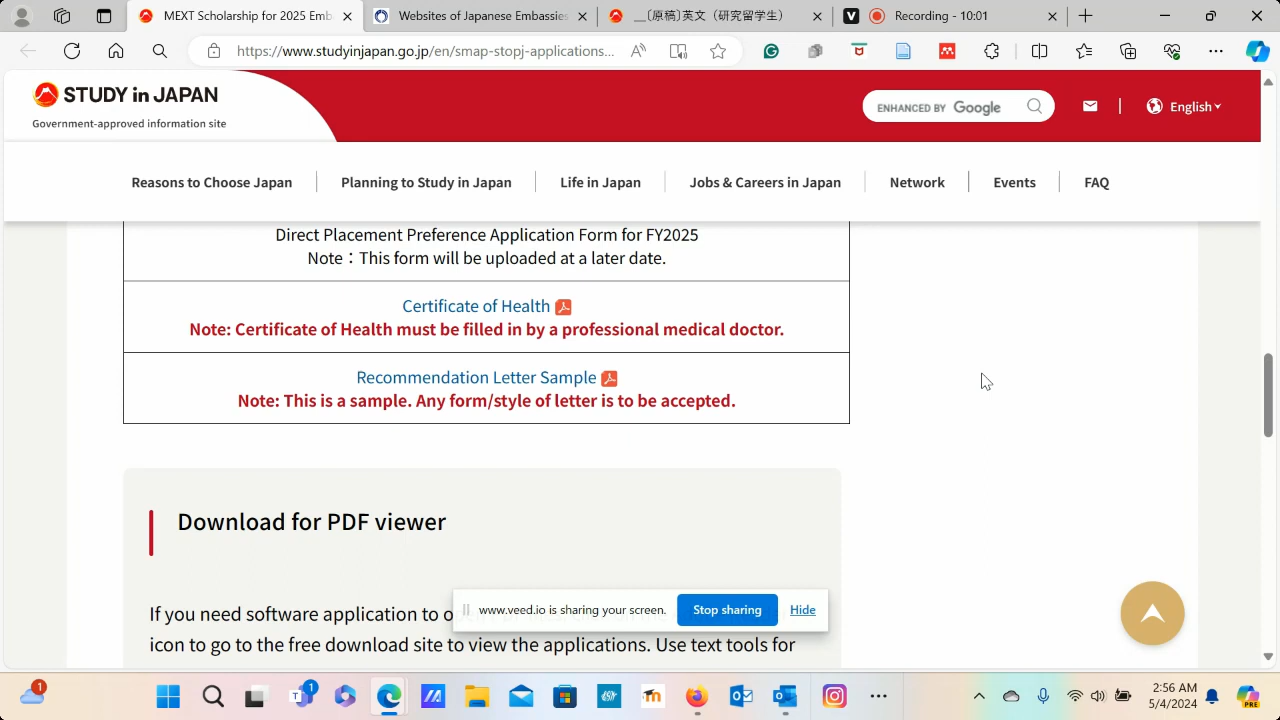 MEXT Scholarship for 2025 Emb
Websites of Japanese Embassies
__〔原稿〕英文（研究留学生）
Recording - 10:01
https://www.studyinjapan.go.jp/en/smap-stopj-applications...
STUDY in JAPAN
Government-approved information site
ENHANCED BY Google
English
Reasons to Choose Japan
Planning to Study in Japan
Life in Japan
Jobs & Careers in Japan
Network
Events
FAQ
Direct Placement Preference Application Form for FY2025
Note：This form will be uploaded at a later date.
Certificate of Health
Note: Certificate of Health must be filled in by a professional medical doctor.
Recommendation Letter Sample
Note: This is a sample. Any form/style of letter is to be accepted.
Download for PDF viewer
If you need software application to o
www.veed.io is sharing your screen.
Stop sharing
Hide
icon to go to the free download site to view the applications. Use text tools for
2:56 AM
5/4/2024